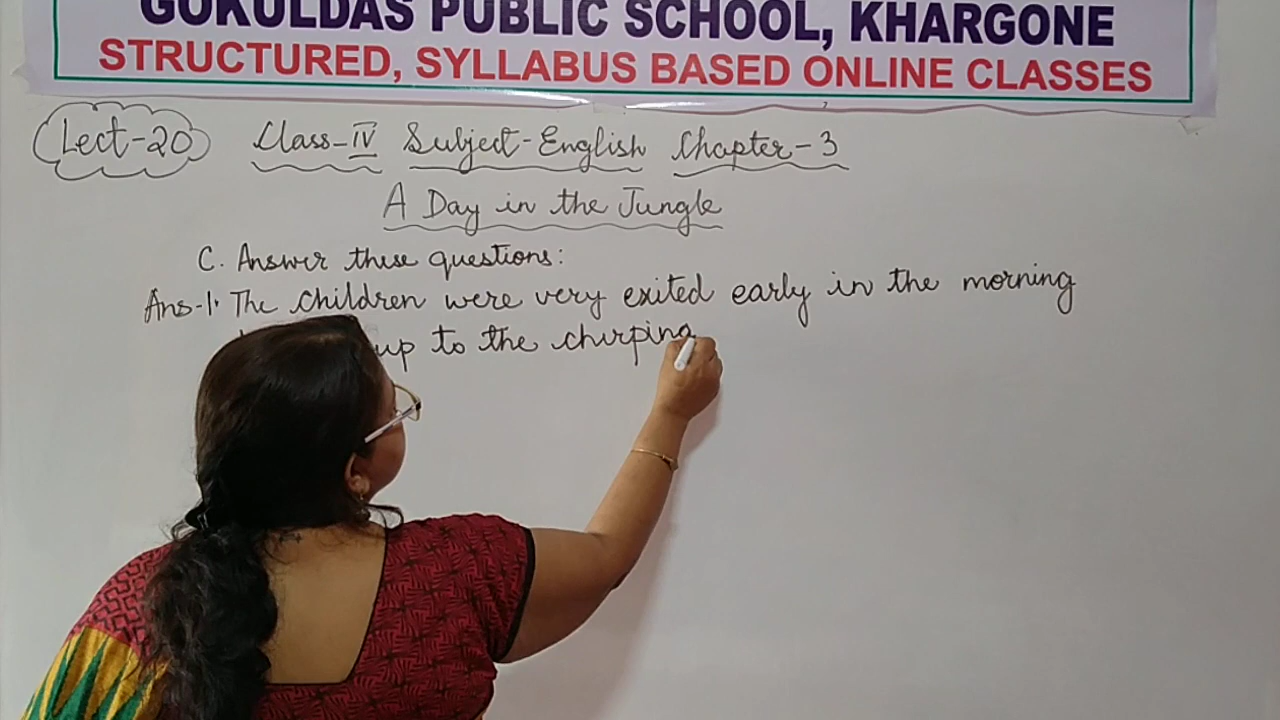 GOKULDAS PUBLIC SCHOOL, KHARGONE
STRUCTURED, SYLLABUS BASED ONLINE CLASSES
Lect-20 Class-IV Subject-English Chapter-3
A Day in the Jungle
C. Answer these questions:
Ans-1. The children were very exited early in the morning
up to the chirping